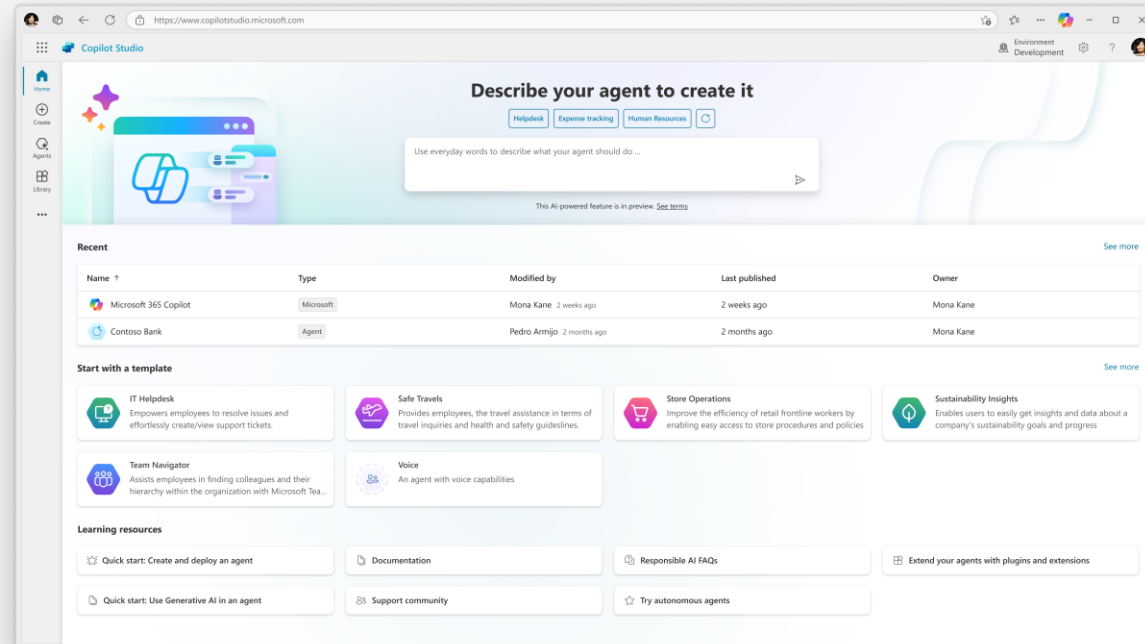 https://www.copilotstudio.microsoft.com
Copilot Studio
Environment
Development
?
Home
Create
Agents
Library
Describe your agent to create it
Helpdesk
Expense tracking
Human Resources
Use everyday words to describe what your agent should do ...
This AI-powered feature is in preview. See terms
Recent
See more
Name ↑
Type
Modified by
Last published
Owner
Microsoft 365 Copilot
Microsoft
Mona Kane 2 weeks ago
2 weeks ago
Mona Kane
Contoso Bank
Agent
Pedro Armijo 2 months ago
2 months ago
Mona Kane
Start with a template
See more
IT Helpdesk
Empowers employees to resolve issues and
effortlessly create/view support tickets.
Safe Travels
Provides employees, the travel assistance in terms of
travel inquiries and health and safety guideslines.
Store Operations
Improve the efficiency of retail frontline workers by
enabling easy access to store procedures and policies
Sustainability Insights
Enables users to easily get insights and data about a
company's sustainability goals and progress
Team Navigator
Assists employees in finding colleagues and their
hierarchy within the organization with Microsoft Tea...
Voice
An agent with voice capabilities
Learning resources
Quick start: Create and deploy an agent
Documentation
Responsible AI FAQs
Extend your agents with plugins and extensions
Quick start: Use Generative AI in an agent
Support community
Try autonomous agents